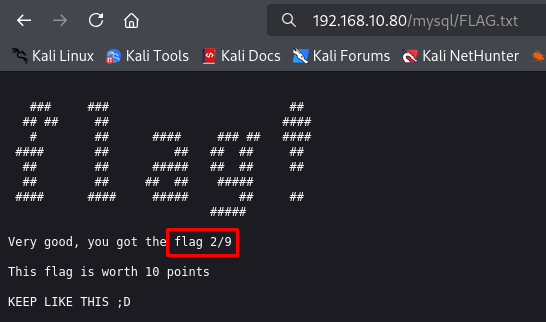 192.168.10.80/mysql/FLAG.txt
Kali Linux Kali Tools Kali Docs Kali Forums Kali NetHunter
flag
Very good, you got the flag 2/9
This flag is worth 10 points
KEEP LIKE THIS ;D